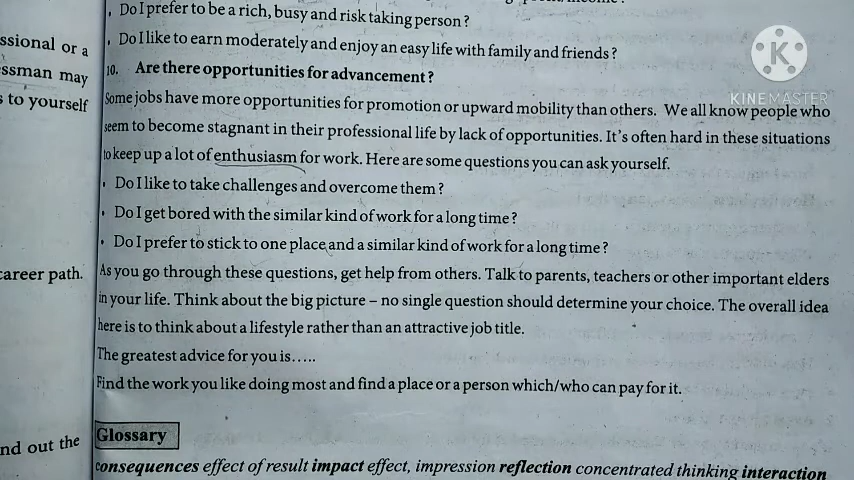 Do I prefer to be a rich, busy and risk taking person?
Do I like to earn moderately and enjoy an easy life with family and friends?
10. Are there opportunities for advancement?
Some jobs have more opportunities for promotion or upward mobility than others. We all know people who
seem to become stagnant in their professional life by lack of opportunities. It's often hard in these situations
to keep up a lot of enthusiasm for work. Here are some questions you can ask yourself.
Do I like to take challenges and overcome them?
Do I get bored with the similar kind of work for a long time?
Do I prefer to stick to one place and a similar kind of work for a long time?
As you go through these questions, get help from others. Talk to parents, teachers or other important elders
in your life. Think about the big picture – no single question should determine your choice. The overall idea
here is to think about a lifestyle rather than an attractive job title.
The greatest advice for you is.....
Find the work you like doing most and find a place or a person which/who can pay for it.
Glossary
consequences effect of result impact effect, impression reflection concentrated thinking interaction
ssional or a
ssman may
s to yourself
career path.
nd out the
K
KINEMASTER